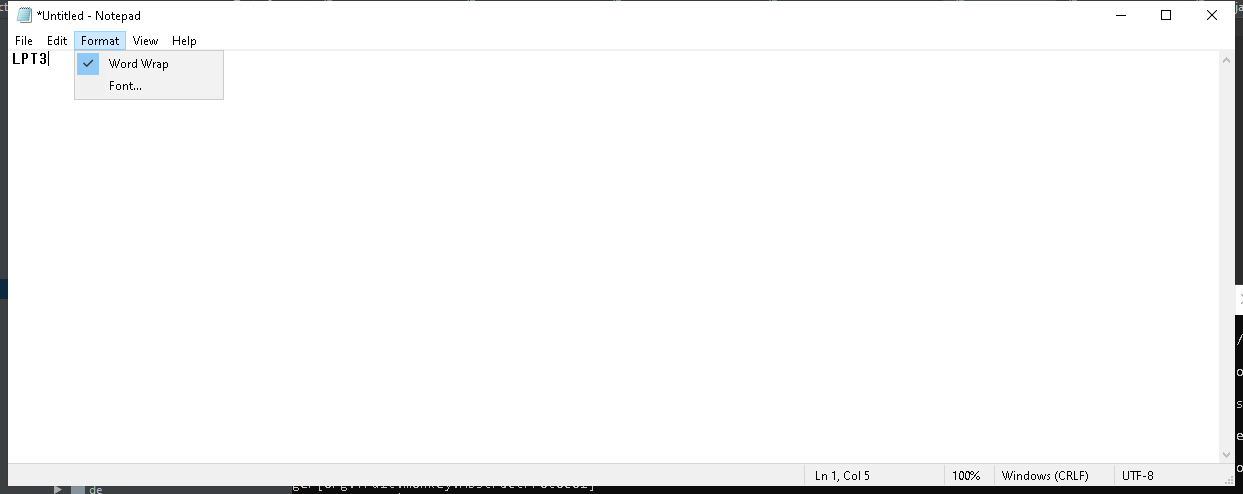 *Untitled - Notepad
File Edit Format View Help
LPT3
Word Wrap
Font...
Ln 1, Col 5 100% Windows (CRLF) UTF-8
de